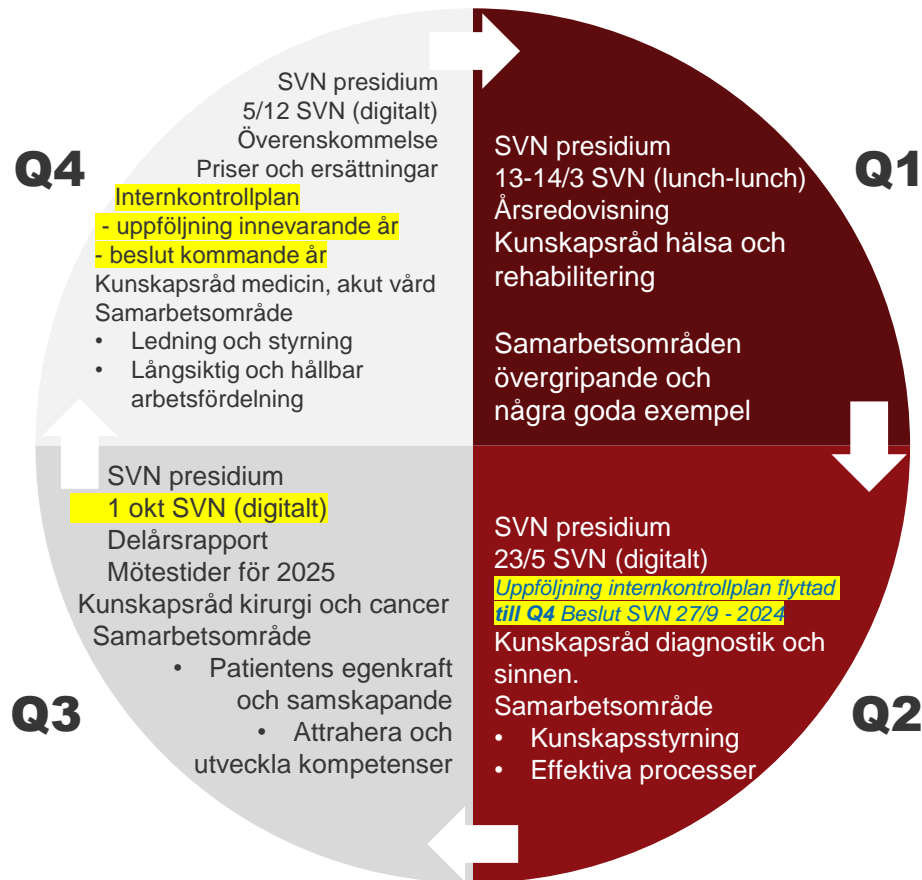 Q4
SVN presidium
5/12 SVN (digitalt)
Överenskommelse
Priser och ersättningar
Internkontrollplan
- uppföljning innevarande år
- beslut kommande år
Kunskapsråd medicin, akut vård
Samarbetsområde
• Ledning och styrning
• Långsiktig och hållbar
arbetsfördelning
Q1
SVN presidium
13-14/3 SVN (lunch-lunch)
Årsredovisning
Kunskapsråd hälsa och
rehabilitering
Samarbetsområden
övergripande och
några goda exempel
Q3
SVN presidium
1 okt SVN (digitalt)
Delårsrapport
Mötestider för 2025
Kunskapsråd kirurgi och cancer
Samarbetsområde
• Patientens egenkraft
och samskapande
• Attrahera och
utveckla kompetenser
Q2
SVN presidium
23/5 SVN (digitalt)
Uppföljning internkontrollplan flyttad
till Q4 Beslut SVN 27/9 - 2024
Kunskapsråd diagnostik och
sinnen.
Samarbetsområde
• Kunskapsstyrning
• Effektiva processer